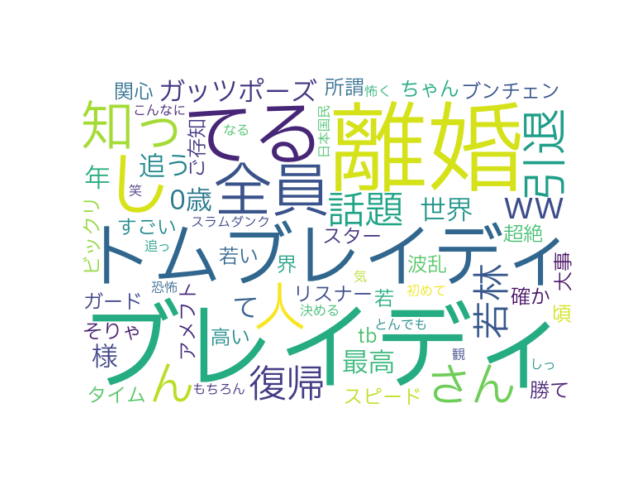 関心
ガッツポーズ
所謂
怖く
ちゃん
ブンチェン
こんなに
知っ
てる
離婚
引退
なる
日本国民
ご存知
追う
年
し
全員
0歳
笑
話題
世界
ww
ビックリ
すごい
スラムダンク
スター
超絶
追っ
トムブレイディ
若い
界
気
波乱
大事
恐怖
ガード
アメフト
て
人
リスナー
若
初めて
若林
確か
頃
決める
そりゃ
ブレイディ
高い
tb
とんでも
様
ん
復帰
最高
さん
観
しっ
タイム
もちろん
スピード
勝て